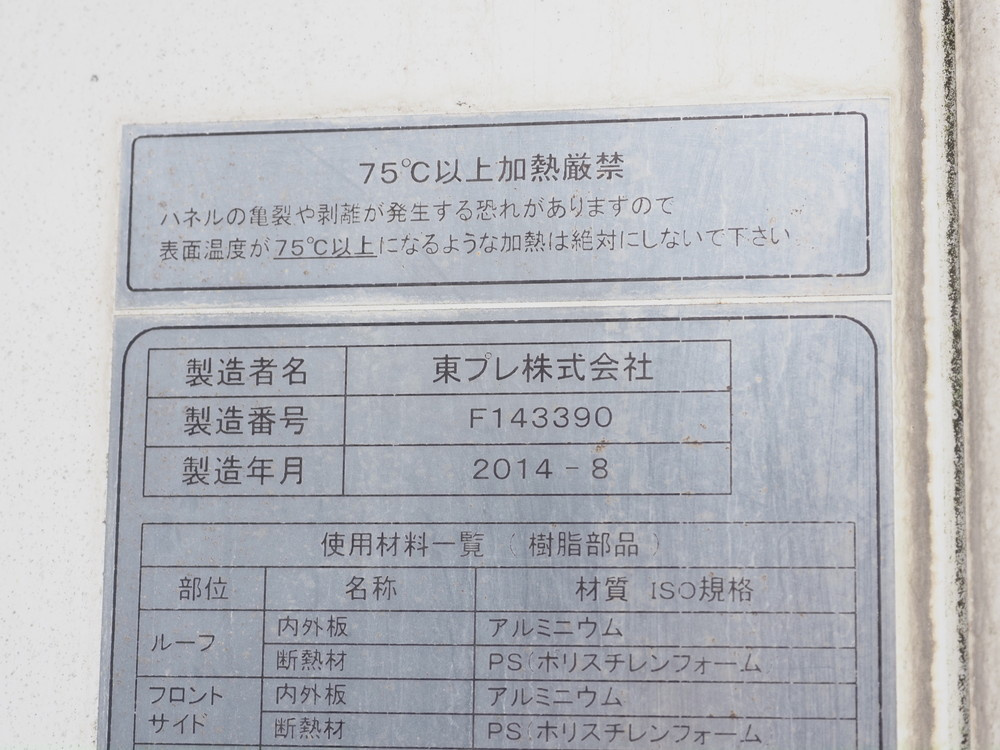 75℃以上加熱厳禁
ハネルの亀裂や剥離が発生する恐れがありまずので
表面温度が75℃以上になるような加熱は絶対にしないで下さい
製造者名 東プレ株式会社
製造番号 F143390
製造年月 2014-8
使用材料一覧(樹脂部品)
部位 名称 材質 ISO規格
ルーフ 内外板 アルミニウム
断熱材 PS(ホリスチレンフォーム
フロント
サイド 内外板 アルミニウム
断熱材 PS(ホリスチレンフォーム